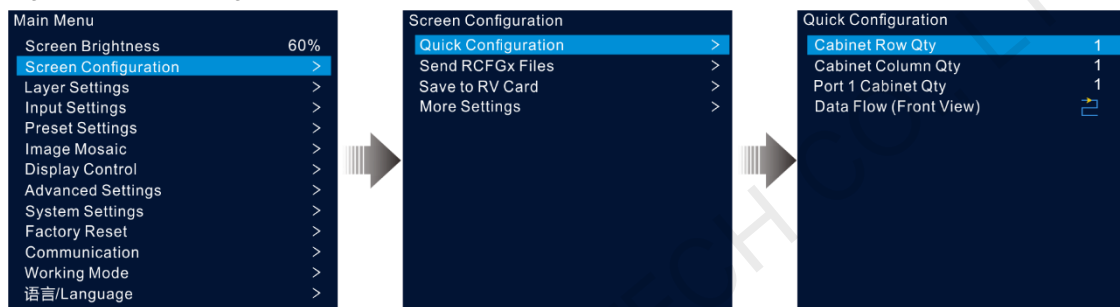 Main Menu
Screen Brightness 60%
Screen Configuration >
Layer Settings >
Input Settings >
Preset Settings >
Image Mosaic >
Display Control >
Advanced Settings >
System Settings >
Factory Reset >
Communication >
Working Mode >
语言/Language >
Screen Configuration
Quick Configuration >
Send RCFGx Files >
Save to RV Card >
More Settings >
Quick Configuration
Cabinet Row Qty 1
Cabinet Column Qty 1
Port 1 Cabinet Qty 1
Data Flow (Front View)